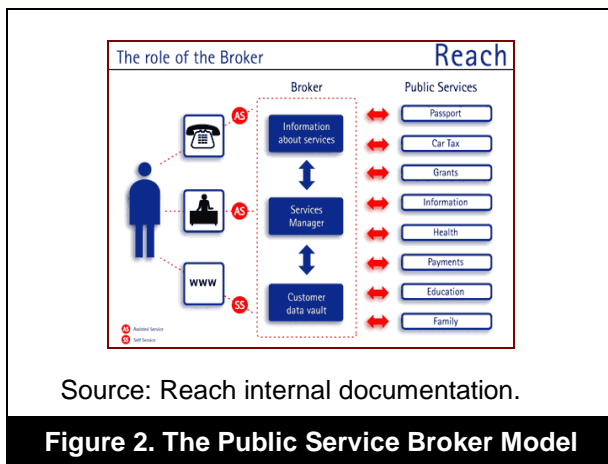 The role of the Broker
Reach
Broker
Public Services
AS
Information
about services
Passport
Car Tax
Grants
AS
Services
Manager
Information
Health
www
Payments
SS
Customer
data vault
Education
Family
AS Assisted Service
SS Self Service
Source: Reach internal documentation.
Figure 2. The Public Service Broker Model